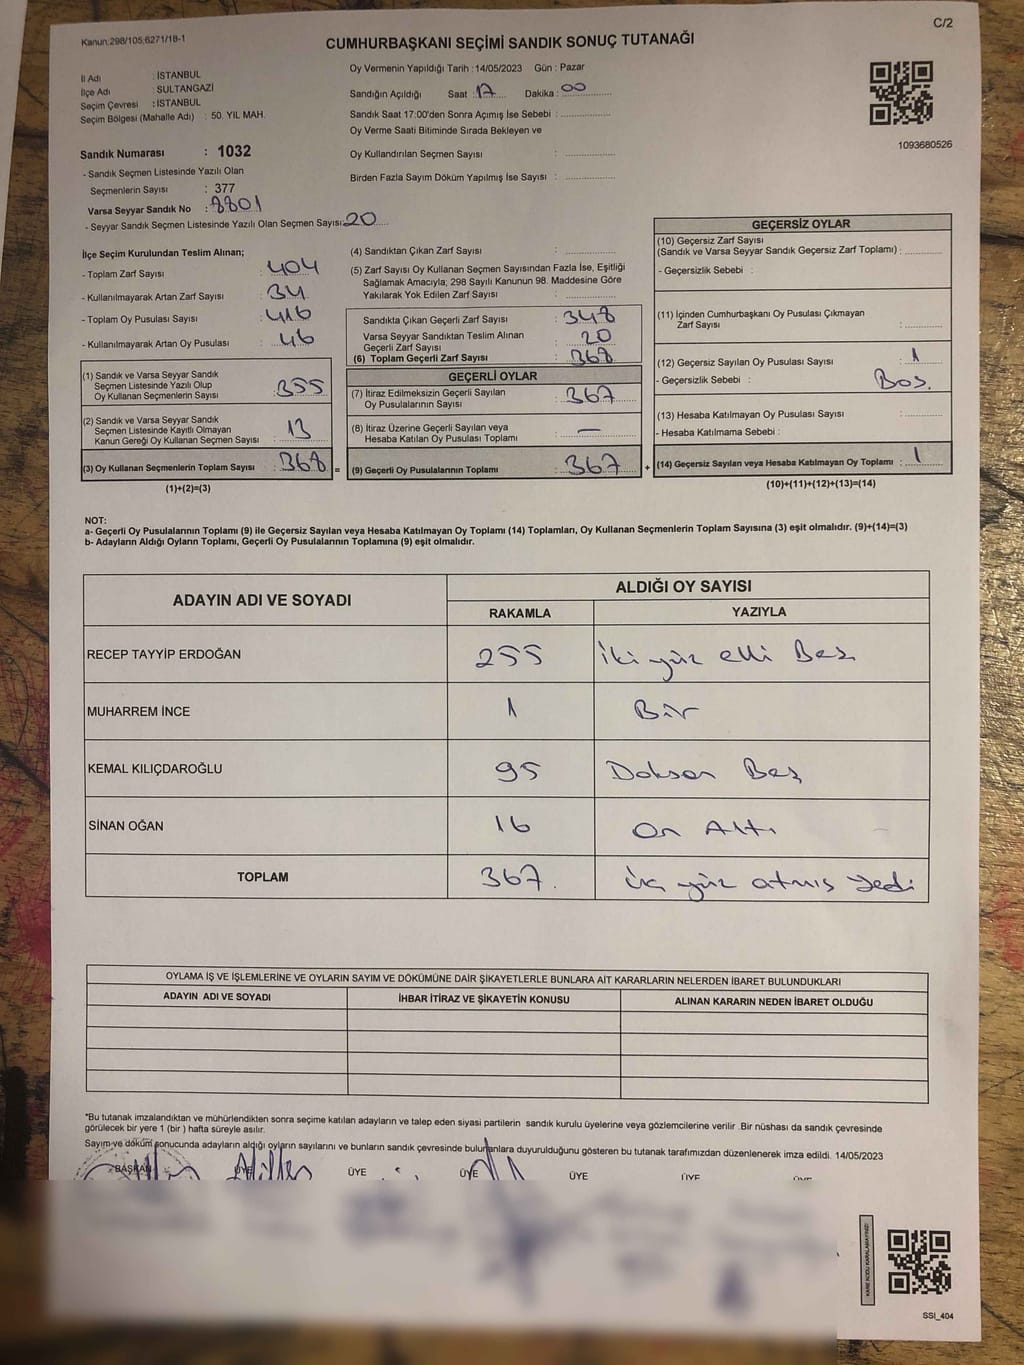 C/2
Kanun:298/105;6271/18-1
CUMHURBAŞKANI SEÇİMİ SANDIK SONUÇ TUTANAĞI
İl Adı : İSTANBUL
İlçe Adı : SULTANGAZİ
Seçim Çevresi : İSTANBUL
Seçim Bölgesi (Mahalle Adı) : 50. YIL MAH.
Sandık Numarası : 1032
- Sandık Seçmen Listesinde Yazılı Olan
Seçmenlerin Sayısı : 377
Varsa Seyyar Sandık No : 8801
- Seyyar Sandık Seçmen Listesinde Yazılı Olan Seçmen Sayısı: 20
Oy Vermenin Yapıldığı Tarih : 14/05/2023 Gün : Pazar
Sandığın Açıldığı Saat : 17 Dakika : 00
Sandık Saat 17:00'den Sonra Açımış İse Sebebi :
Oy Verme Saati Bitiminde Sırada Bekleyen ve
Oy Kullandırılan Seçmen Sayısı :
Birden Fazla Sayım Döküm Yapılmış İse Sayısı :
1093680526
İlçe Seçim Kurulundan Teslim Alınan;
- Toplam Zarf Sayısı : 404
- Kullanılmayarak Artan Zarf Sayısı : 34
- Toplam Oy Pusulası Sayısı : 416
- Kullanılmayarak Artan Oy Pusulası : 46
(1) Sandık ve Varsa Seyyar Sandık
Seçmen Listesinde Yazılı Olup
Oy Kullanan Seçmenlerin Sayısı : 355
(2) Sandık ve Varsa Seyyar Sandık
Seçmen Listesinde Kayıtlı Olmayan
Kanun Gereği Oy Kullanan Seçmen Sayısı : 13
(3) Oy Kullanan Seçmenlerin Toplam Sayısı : 368
(1)+(2)=(3)
(4) Sandıktan Çıkan Zarf Sayısı :
(5) Zarf Sayısı Oy Kullanan Seçmen Sayısından Fazla İse, Eşitliği
Sağlamak Amacıyla; 298 Sayılı Kanunun 98. Maddesine Göre
Yakılarak Yok Edilen Zarf Sayısı :
Sandıkta Çıkan Geçerli Zarf Sayısı : 348
Varsa Seyyar Sandıktan Teslim Alınan
Geçerli Zarf Sayısı : 20
(6) Toplam Geçerli Zarf Sayısı : 368
=
GEÇERLİ OYLAR
(7) İtiraz Edilmeksizin Geçerli Sayılan
Oy Pusulalarının Sayısı : 367
(8) İtiraz Üzerine Geçerli Sayılan veya
Hesaba Katılan Oy Pusulası Toplamı : —
(9) Geçerli Oy Pusulalarının Toplamı : 367
+
GEÇERSİZ OYLAR
(10) Geçersiz Zarf Sayısı
(Sandık ve Varsa Seyyar Sandık Geçersiz Zarf Toplamı) :
- Geçersizlik Sebebi :
(11) İçinden Cumhurbaşkanı Oy Pusulası Çıkmayan
Zarf Sayısı :
(12) Geçersiz Sayılan Oy Pusulası Sayısı : 1
- Geçersizlik Sebebi : Boş.
(13) Hesaba Katılmayan Oy Pusulası Sayısı :
- Hesaba Katılmama Sebebi :
(14) Geçersiz Sayılan veya Hesaba Katılmayan Oy Toplamı : 1
(10)+(11)+(12)+(13)=(14)
NOT:
a- Geçerli Oy Pusulalarının Toplamı (9) ile Geçersiz Sayılan veya Hesaba Katılmayan Oy Toplamı (14) Toplamları, Oy Kullanan Seçmenlerin Toplam Sayısına (3) eşit olmalıdır. (9)+(14)=(3)
b- Adayların Aldığı Oyların Toplamı, Geçerli Oy Pusulalarının Toplamına (9) eşit olmalıdır.
ADAYIN ADI VE SOYADI ALDIĞI OY SAYISI
RAKAMLA YAZIYLA
RECEP TAYYİP ERDOĞAN 255 İki yüz elli Beş
MUHARREM İNCE 1 Bir
KEMAL KILIÇDAROĞLU 95 Doksan Beş
SİNAN OĞAN 16 On Altı
TOPLAM 367. üç yüz atmış yedi
OYLAMA İŞ VE İŞLEMLERİNE VE OYLARIN SAYIM VE DÖKÜMÜNE DAİR ŞİKAYETLERLE BUNLARA AİT KARARLARIN NELERDEN İBARET BULUNDUKLARI
ADAYIN ADI VE SOYADI İHBAR İTİRAZ VE ŞİKAYETİN KONUSU ALINAN KARARIN NEDEN İBARET OLDUĞU
*Bu tutanak imzalandıktan ve mühürlendikten sonra seçime katılan adayların ve talep eden siyasi partilerin sandık kurulu üyelerine veya gözlemcilerine verilir .Bir nüshası da sandık çevresinde
görülecek bir yere 1 (bir ) hafta süreyle asılır.
Sayım ve döküm sonucunda adayların aldığı oyların sayılarını ve bunların sandık çevresinde bulunanlara duyurulduğunu gösteren bu tutanak tarafımızdan düzenlenerek imza edildi. 14/05/2023
BAŞKAN ÜYE ÜYE ÜYE ÜYE ÜYE ÜYE
KARE KODU KARALAMAYINIZ!
SSI_404